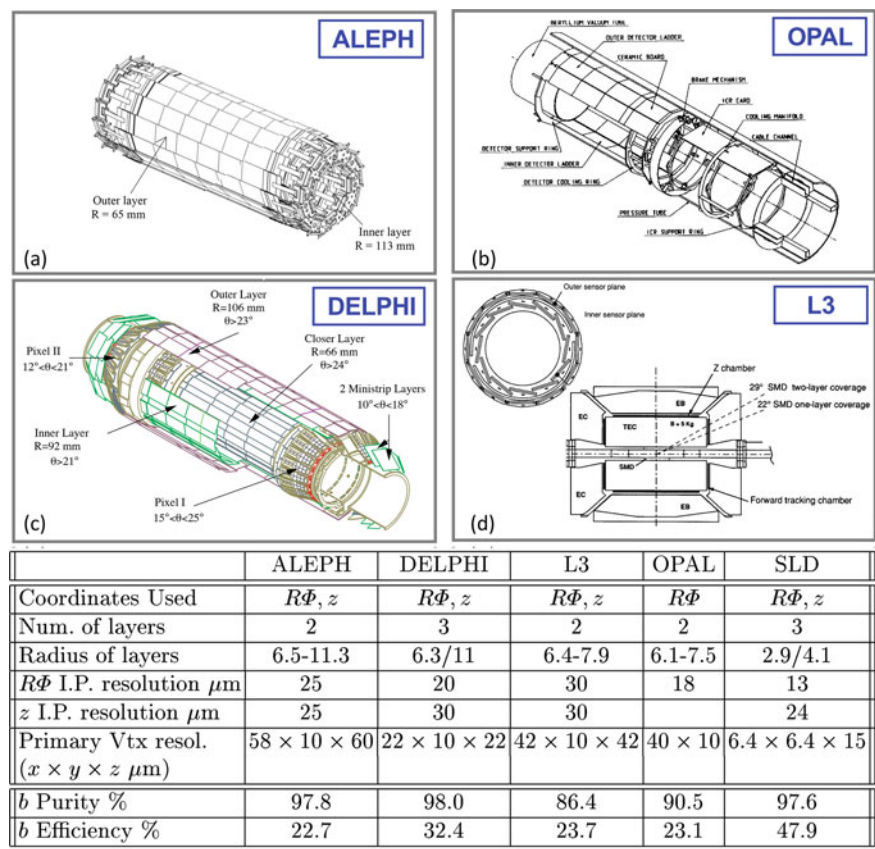 ALEPH
Outer layer
R = 65 mm
Inner layer
R = 113 mm
(a)
OPAL
BERYLLIUM VACUUM TUBE
OUTER DETECTOR LADDER
CERAMIC BOARD
BRAKE MECHANISM
ICR CARD
COOLING MANIFOLD
CABLE CHANNEL
DETECTOR SUPPORT RING
INNER DETECTOR LADDER
DETECTOR COOLING RING
PRESSURE TUBE
ICR SUPPORT RING
(b)
DELPHI
Outer Layer
R=106 mm
θ>23°
Closer Layer
R=66 mm
θ>24°
Pixel II
12°<θ<21°
2 Ministrip Layers
10°<θ<18°
Inner Layer
R=92 mm
θ>21°
Pixel I
15°<θ<25°
(c)
L3
Outer sensor plane
Inner sensor plane
Z chamber
29° SMD two-layer coverage
22° SMD one-layer coverage
EB
EC
TEC
B = 5 Kg
SMD
EC
EB
Forward tracking chamber
(d)
ALEPH DELPHI L3 OPAL SLD
Coordinates Used RΦ, z RΦ, z RΦ, z RΦ RΦ, z
Num. of layers 2 3 2 2 3
Radius of layers 6.5-11.3 6.3/11 6.4-7.9 6.1-7.5 2.9/4.1
RΦ I.P. resolution μm 25 20 30 18 13
z I.P. resolution μm 25 30 30 24
Primary Vtx resol. 58 × 10 × 60 22 × 10 × 22 42 × 10 × 42 40 × 10 6.4 × 6.4 × 15
(x × y × z μm)
b Purity % 97.8 98.0 86.4 90.5 97.6
b Efficiency % 22.7 32.4 23.7 23.1 47.9